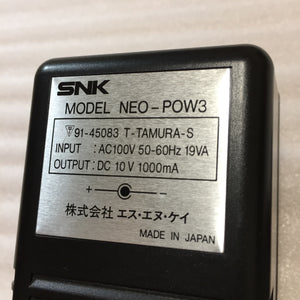 SNK
MODEL NEO-POW3
91-45083 T-TAMURA-S
INPUT : AC100V 50-60Hz 19VA
OUTPUT : DC 10V 1000mA
+ −
株式会社 エス・エヌ・ケイ
MADE IN JAPAN